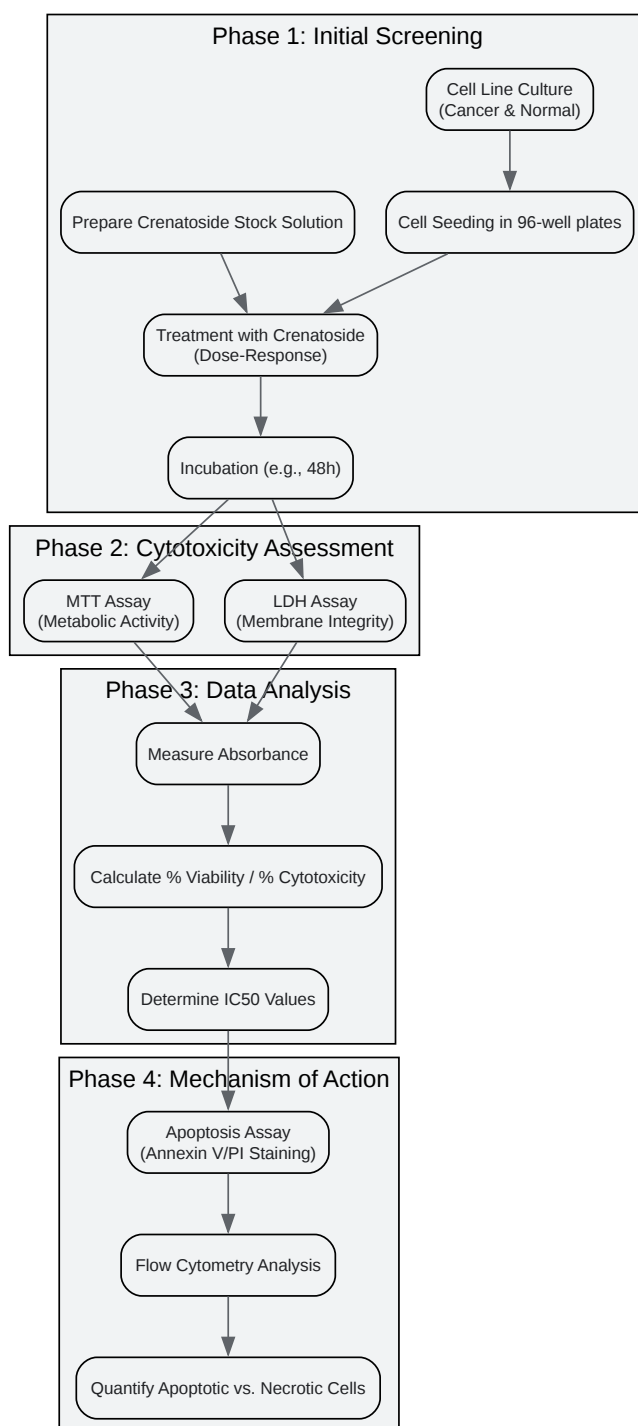 Phase 1: Initial Screening
Cell Line Culture
(Cancer & Normal)
Prepare Crenatoside Stock Solution
Cell Seeding in 96-well plates
Treatment with Crenatoside
(Dose-Response)
Incubation (e.g., 48h)
Phase 2: Cytotoxicity Assessment
MTT Assay
(Metabolic Activity)
LDH Assay
(Membrane Integrity)
Phase 3: Data Analysis
Measure Absorbance
Calculate % Viability / % Cytotoxicity
Determine IC50 Values
Phase 4: Mechanism of Action
Apoptosis Assay
(Annexin V/PI Staining)
Flow Cytometry Analysis
Quantify Apoptotic vs. Necrotic Cells